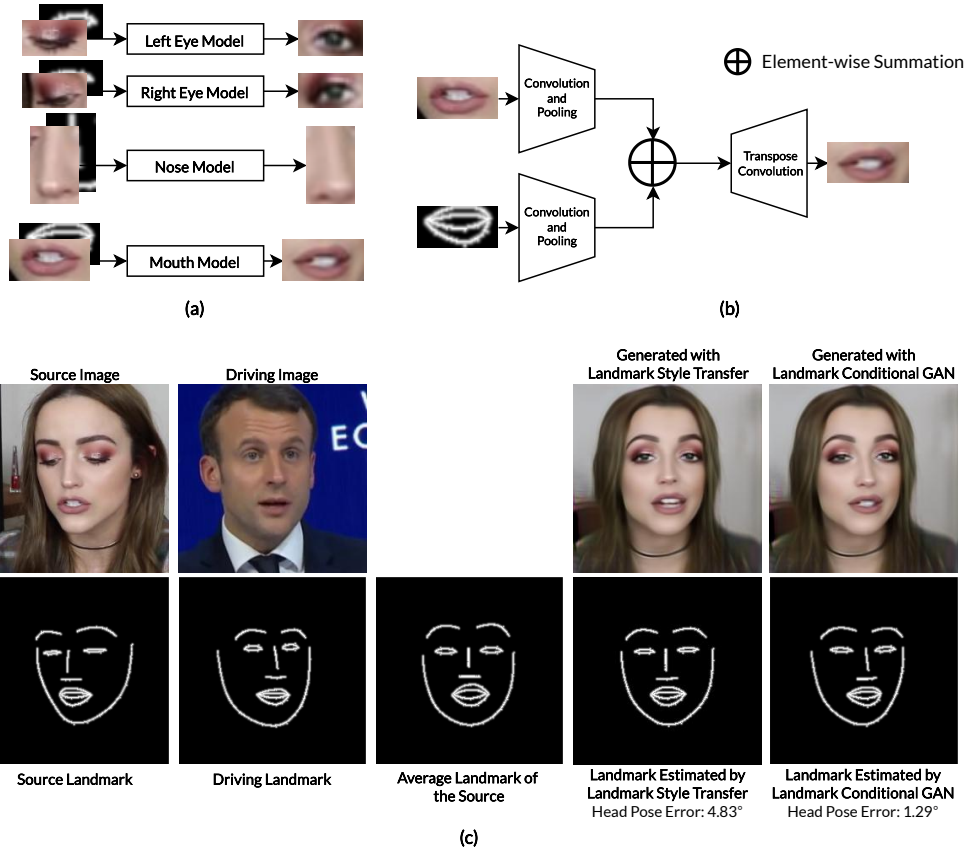 Left Eye Model
Right Eye Model
Nose Model
Mouth Model
(a)
Convolution
and
Pooling
Convolution
and
Pooling
Element-wise Summation
Transpose
Convolution
(b)
Source Image
Driving Image
Generated with
Landmark Style Transfer
Generated with
Landmark Conditional GAN
EC
Source Landmark
Driving Landmark
Average Landmark of
the Source
Landmark Estimated by
Landmark Style Transfer
Head Pose Error: 4.83°
Landmark Estimated by
Landmark Conditional GAN
Head Pose Error: 1.29°
(c)